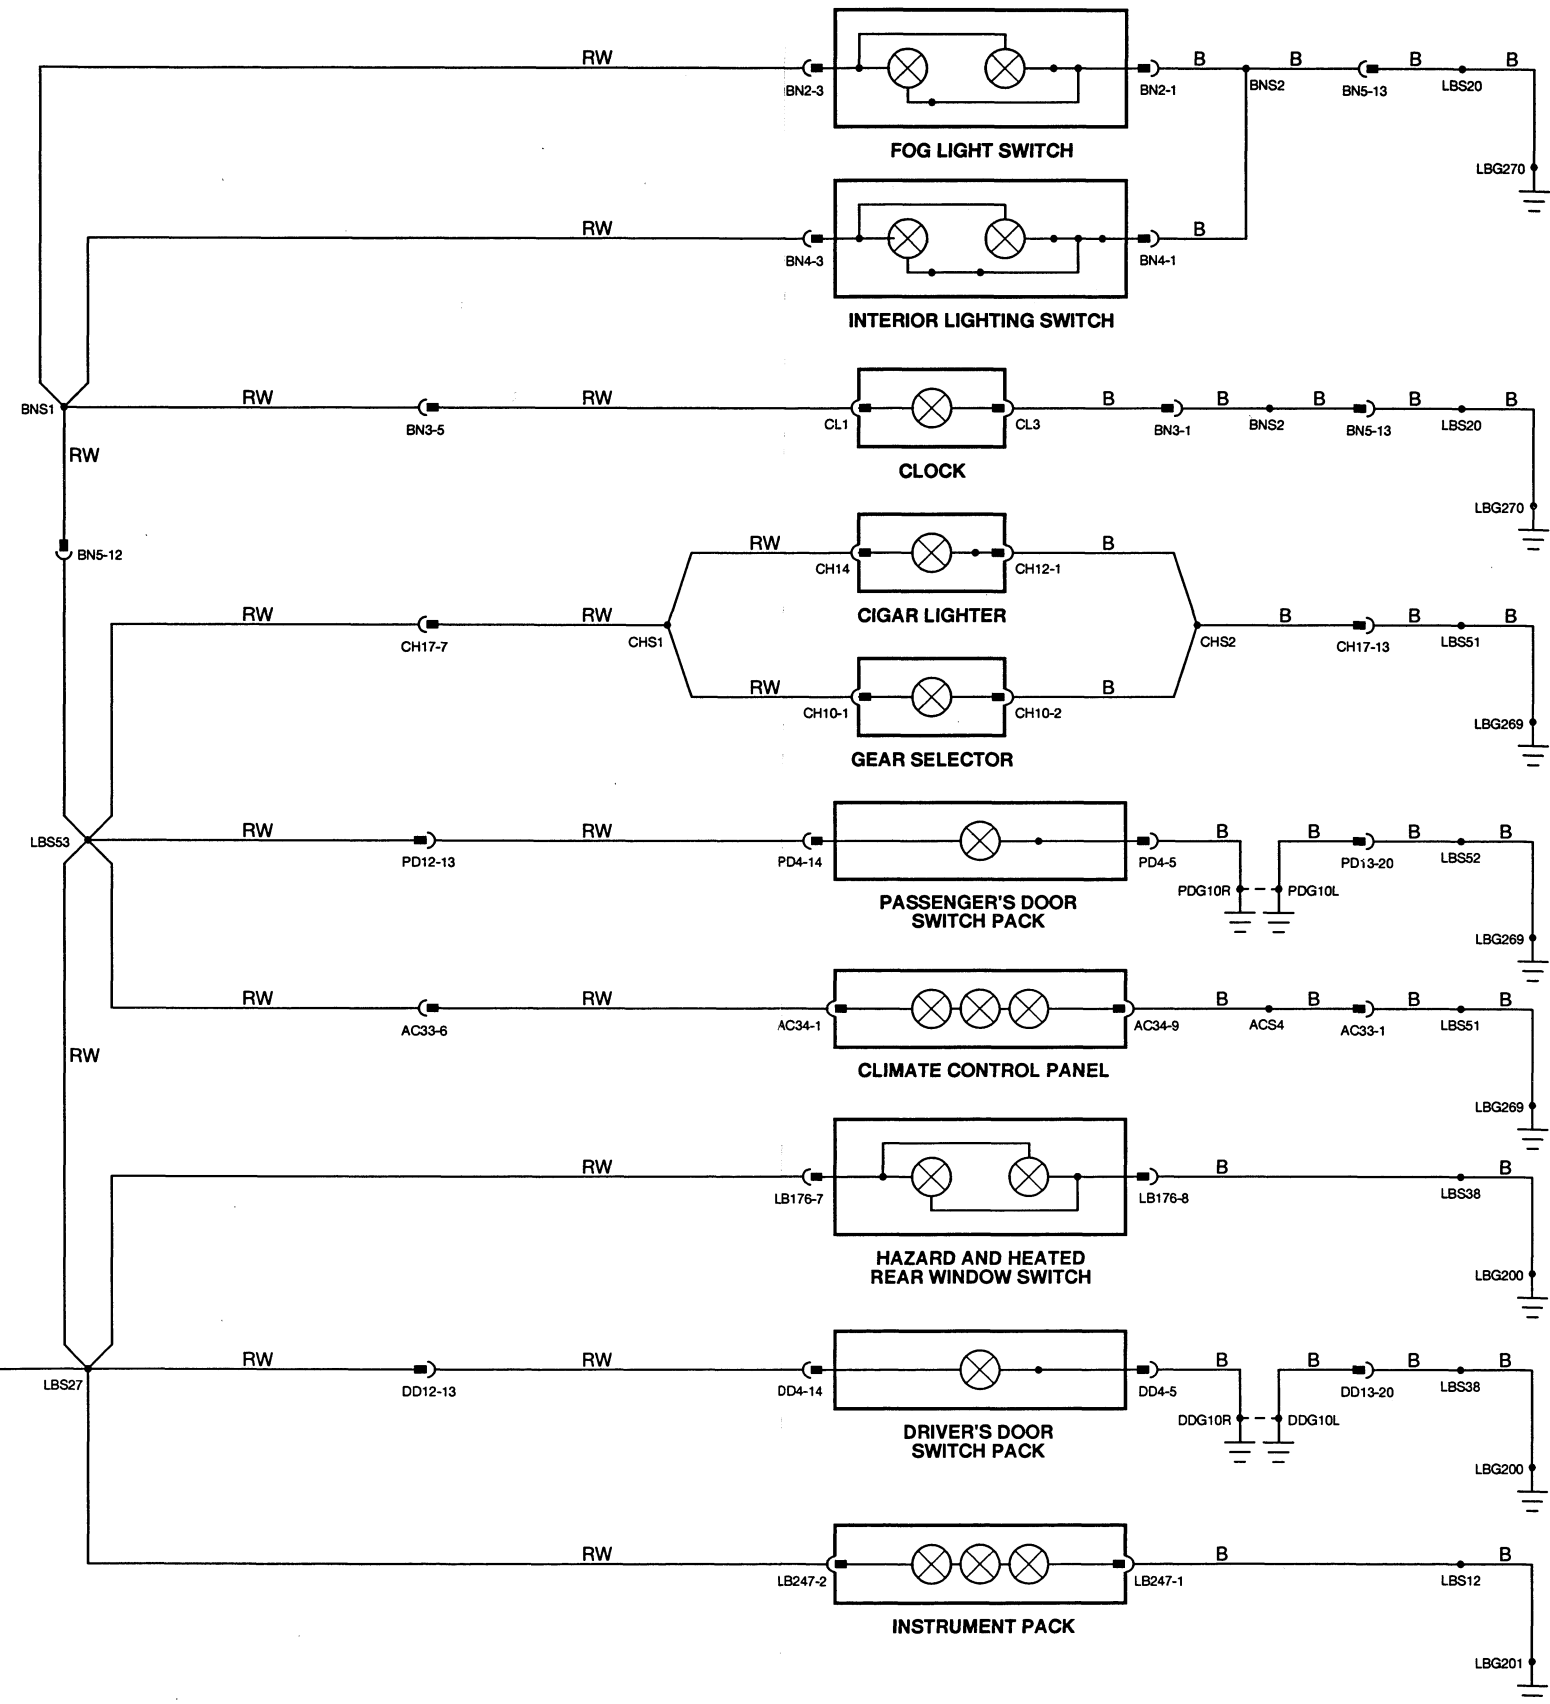 RW
BN2-3
BN2-1
B
BNS2
B
BN5-13
B
LBS20
B
LBG270
FOG LIGHT SWITCH
RW
BN4-3
BN4-1
B
INTERIOR LIGHTING SWITCH
BNS1
RW
BN3-5
RW
CL1
CL3
B
BN3-1
B
BNS2
B
BN5-13
B
LBS20
B
LBG270
CLOCK
RW
BN5-12
RW
CH14
CH12-1
B
CIGAR LIGHTER
RW
CH17-7
RW
CHS1
CHS2
B
CH17-13
B
LBS51
B
LBG269
RW
CH10-1
CH10-2
B
GEAR SELECTOR
LBS53
RW
PD12-13
RW
PD4-14
PD4-5
B
PDG10R
PDG10L
B
PD13-20
B
LBS52
B
LBG269
PASSENGER'S DOOR
SWITCH PACK
RW
AC33-6
RW
AC34-1
AC34-9
B
ACS4
B
AC33-1
B
LBS51
B
LBG269
CLIMATE CONTROL PANEL
RW
RW
LB176-7
LB176-8
B
LBS38
B
LBG200
HAZARD AND HEATED
REAR WINDOW SWITCH
LBS27
RW
DD12-13
RW
DD4-14
DD4-5
B
DDG10R
DDG10L
B
DD13-20
B
LBS38
B
LBG200
DRIVER'S DOOR
SWITCH PACK
RW
LB247-2
LB247-1
B
LBS12
B
LBG201
INSTRUMENT PACK